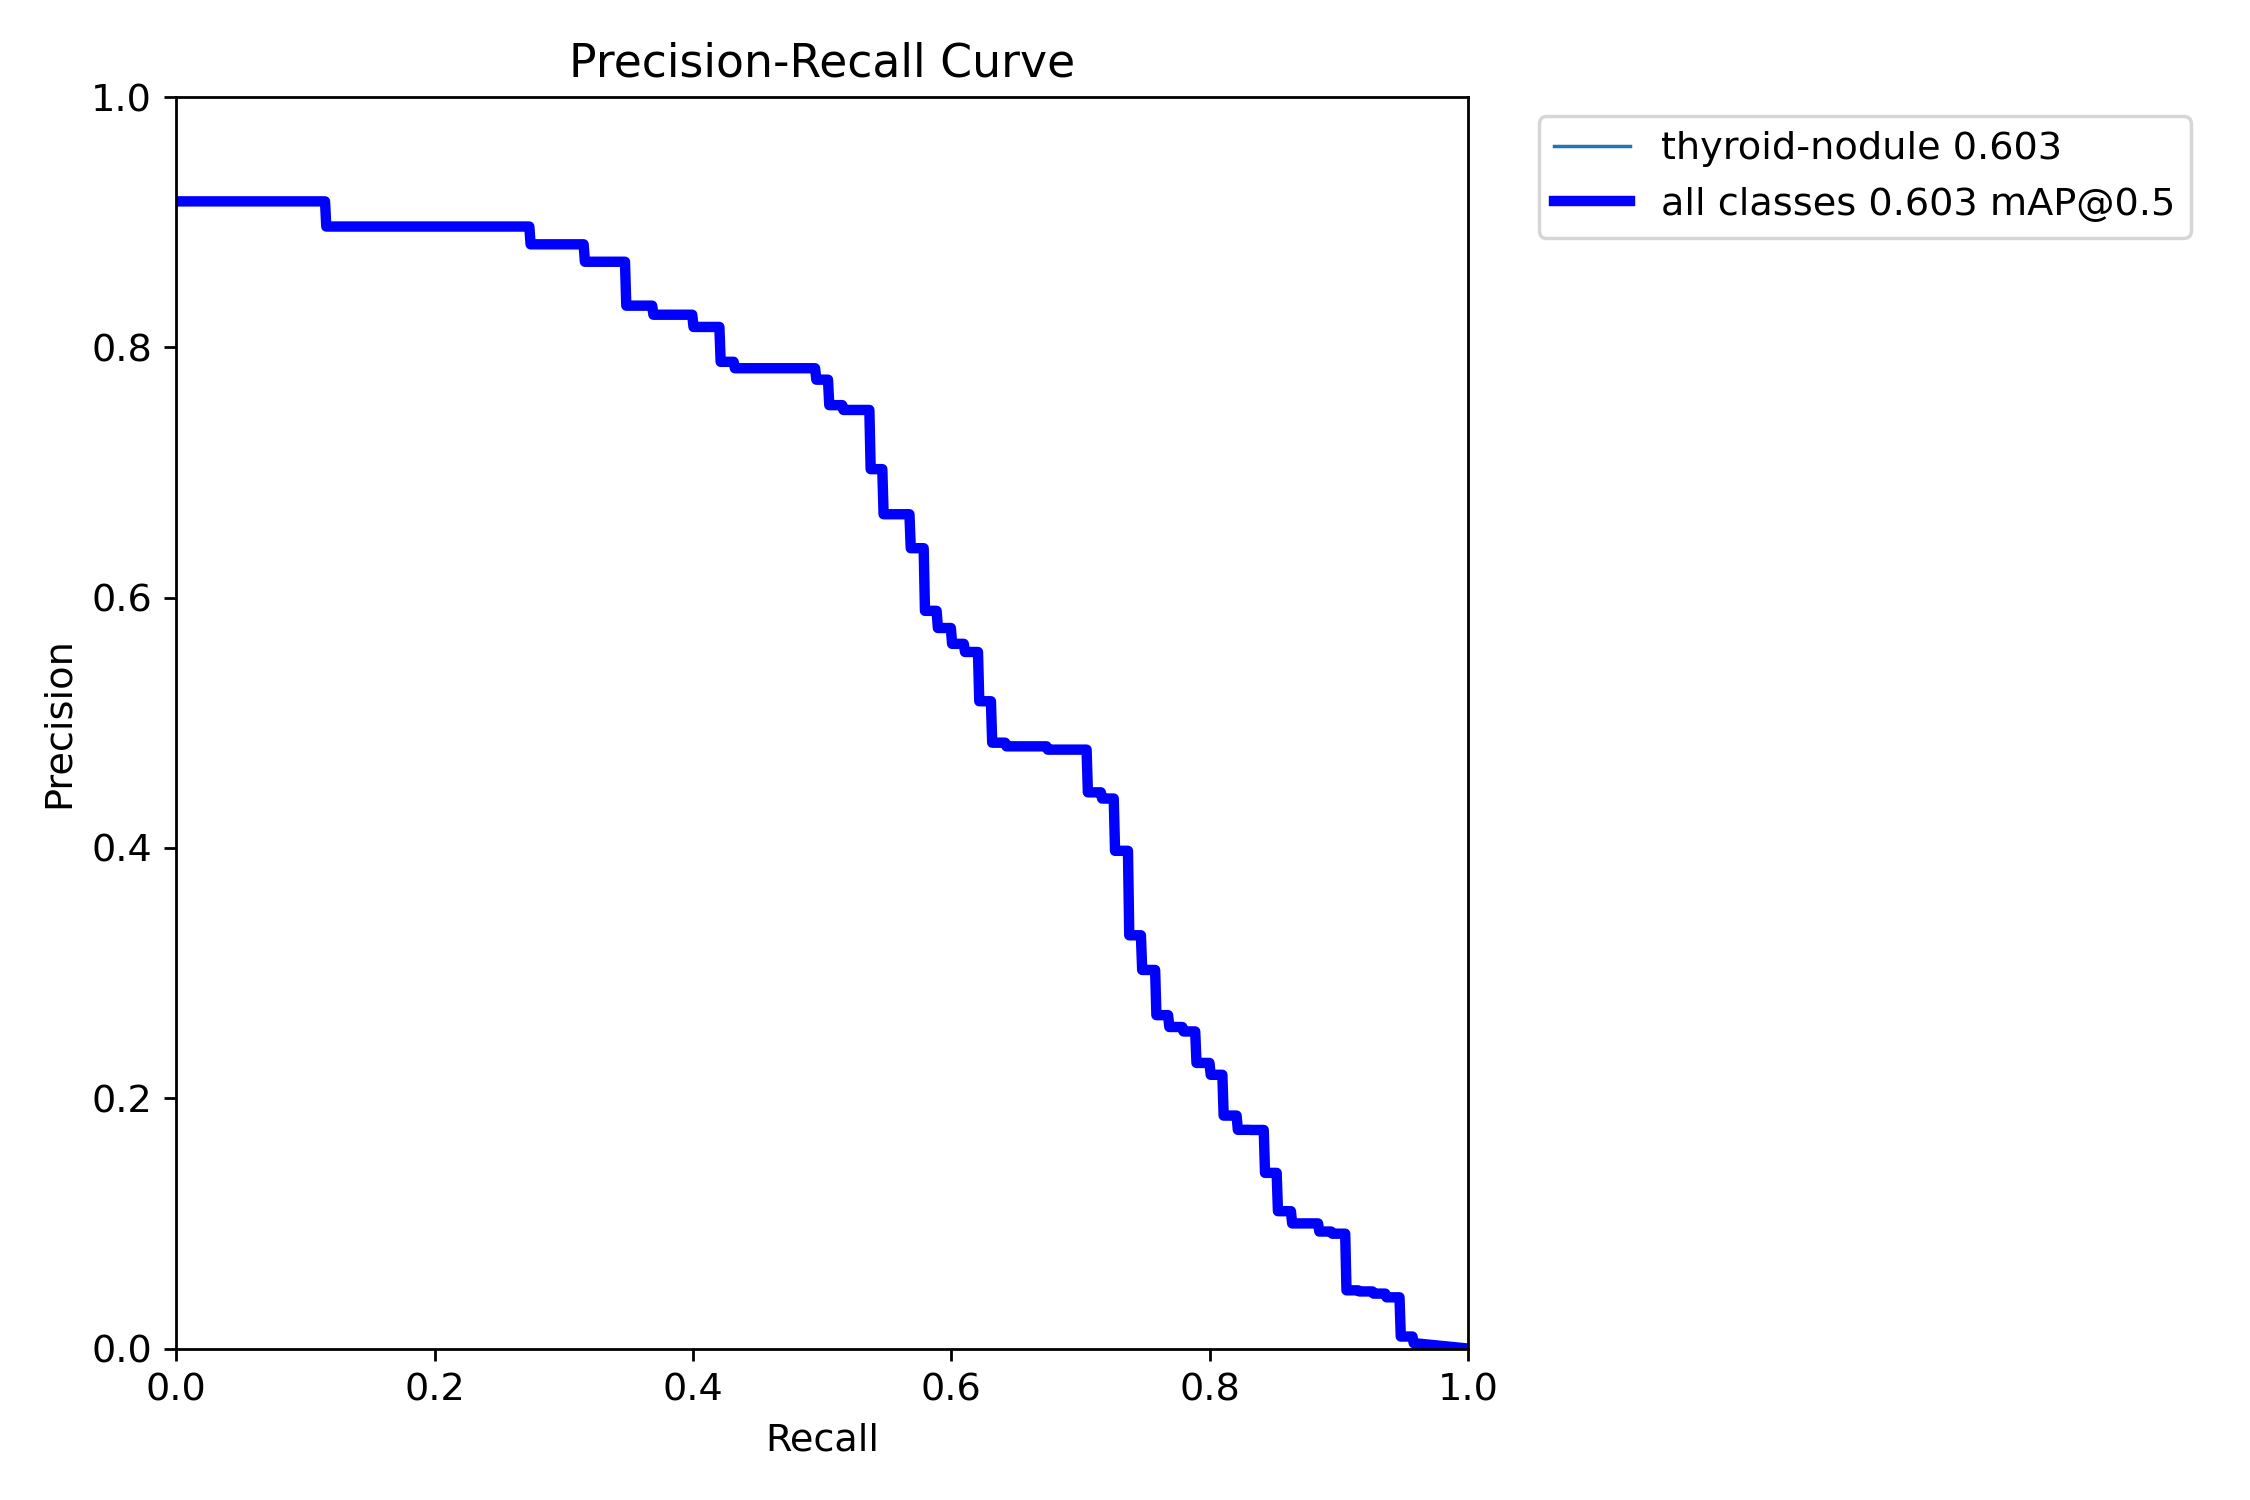 Precision-Recall Curve
1.0
0.8
0.6
0.4
0.2
0.0
Precision
0.0 0.2 0.4 0.6 0.8 1.0
Recall
thyroid-nodule 0.603
all classes 0.603 mAP@0.5